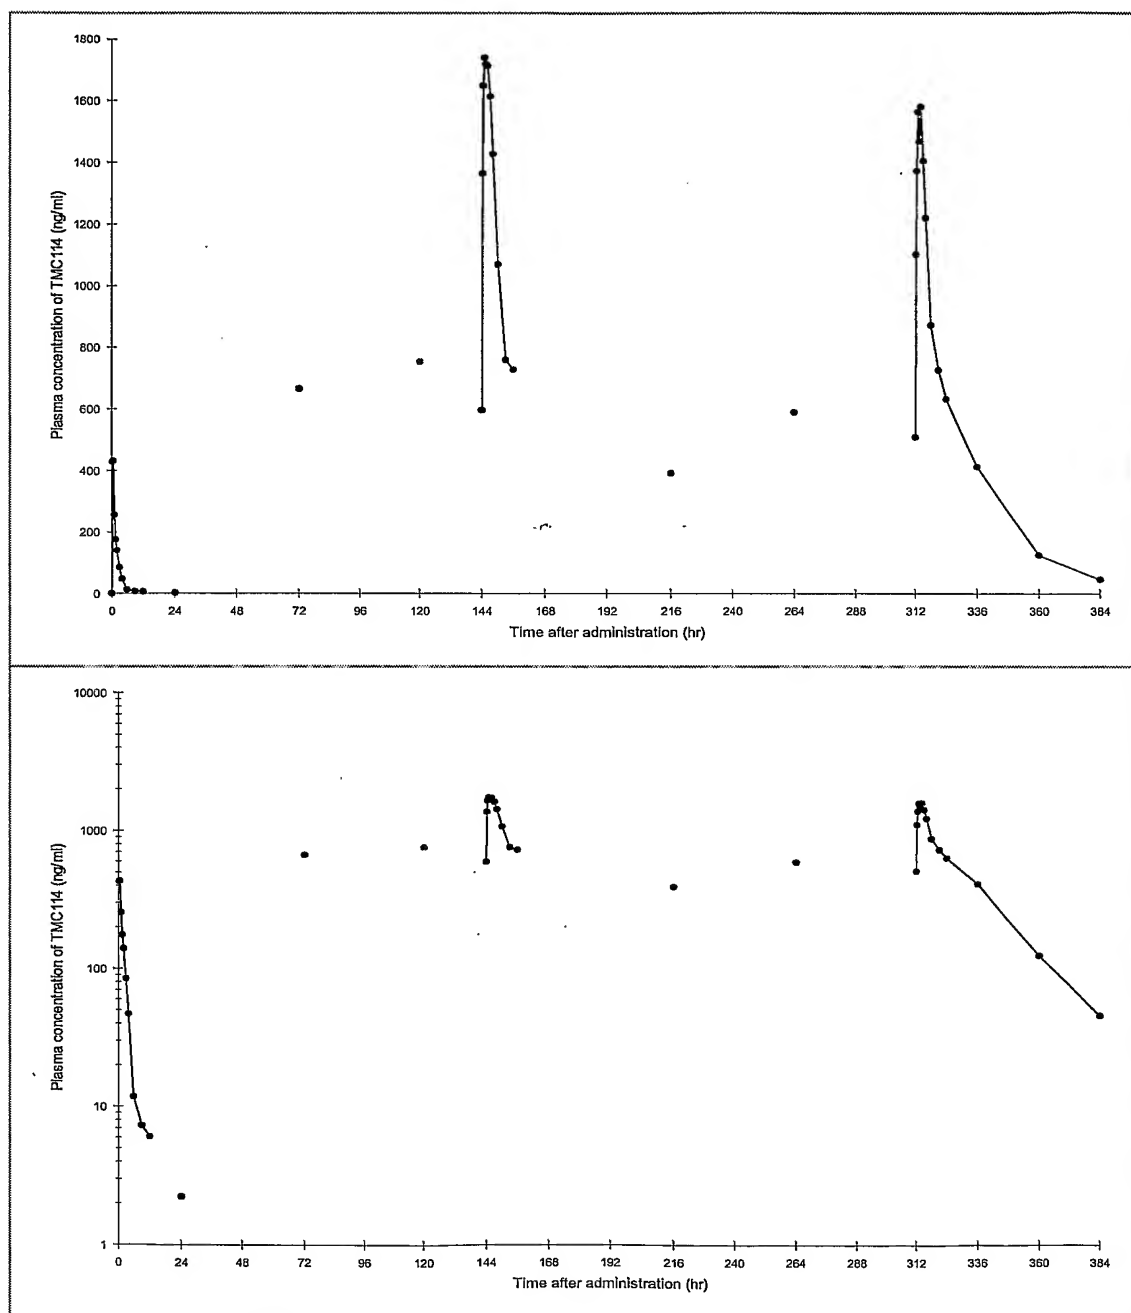 Plasma concentration of TMC114 (ng/ml)
1800
1600
1400
1200
1000
800
600
400
200
0
0 24 48 72 96 120 144 168 192 216 240 264 288 312 336 360 384
Time after administration (hr)
Plasma concentration of TMC114 (ng/ml)
10000
1000
100
10
1
0 24 48 72 96 120 144 168 192 216 240 264 288 312 336 360 384
Time after administration (hr)